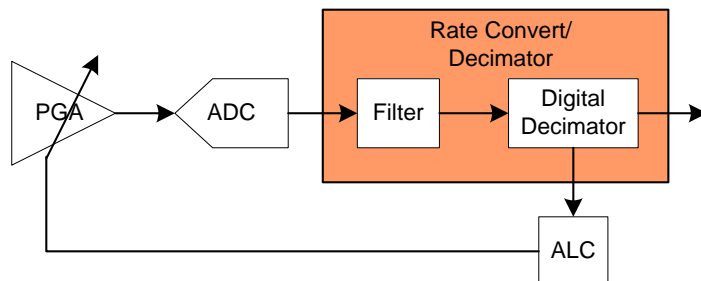 Rate Convert/
Decimator
PGA
ADC
Filter
Digital
Decimator
ALC